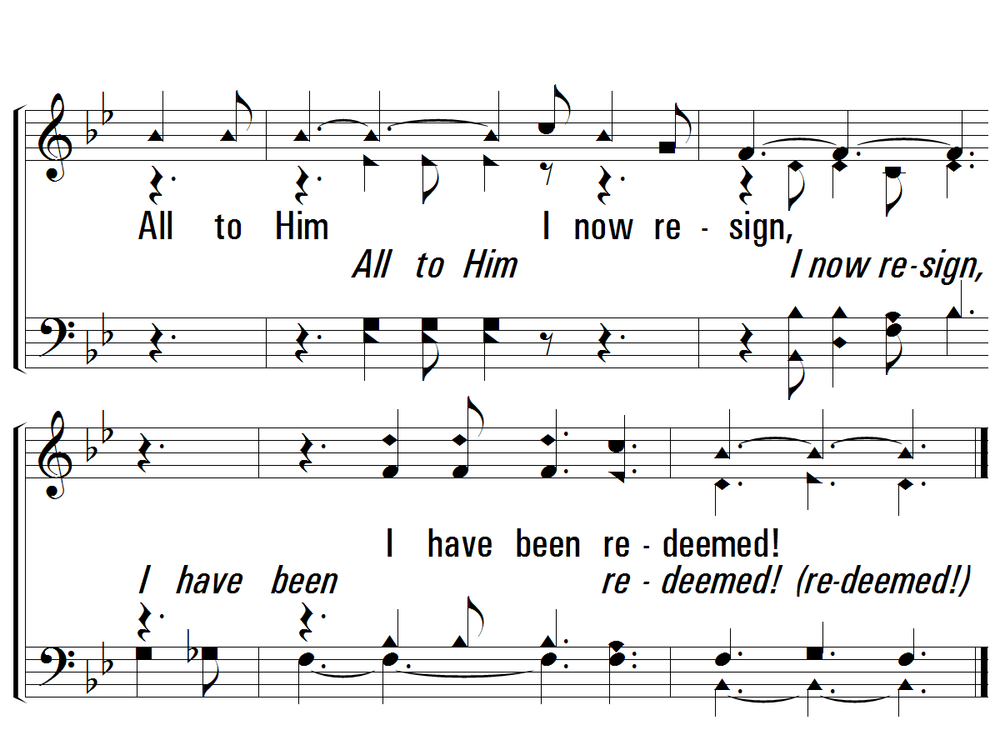 All to Him I now re - sign,
All to Him I now re - sign,
I have been re - deemed!
I have been re - deemed! (re-deemed!)